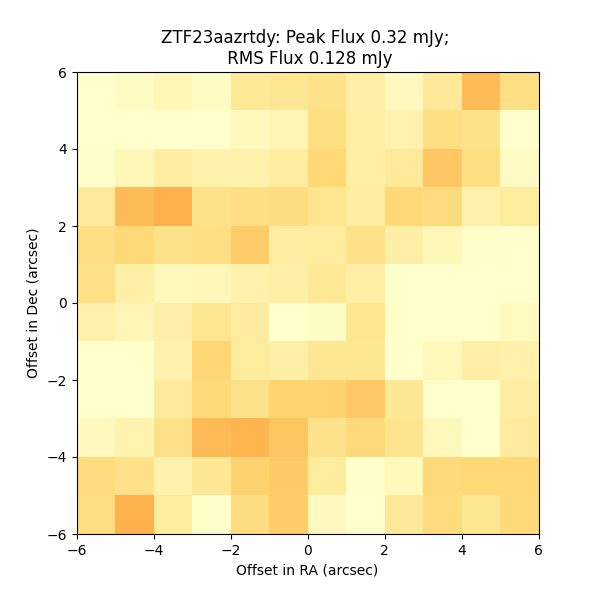 ZTF23aazrtdy: Peak Flux 0.32 mJy;
RMS Flux 0.128 mJy
6
4
2
0
−2
−4
−6
Offset in Dec (arcsec)
−6 −4 −2 0 2 4 6
Offset in RA (arcsec)